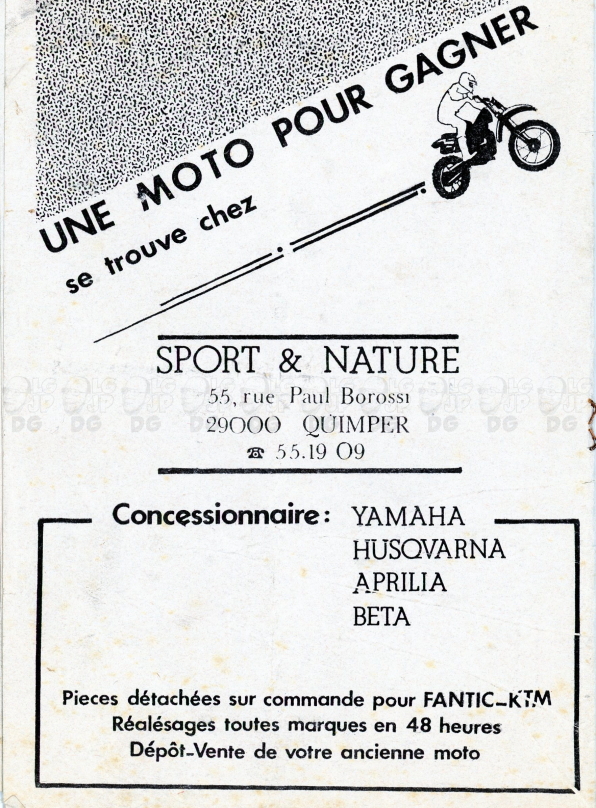 UNE MOTO POUR GAGNER
se trouve chez
SPORT & NATURE
55, rue Paul Borossi
29000 QUIMPER
☎ 55.19 09
Concessionnaire: YAMAHA
HUSQVARNA
APRILIA
BETA
Pieces détachées sur commande pour FANTIC-KTM
Réalésages toutes marques en 48 heures
Dépôt-Vente de votre ancienne moto